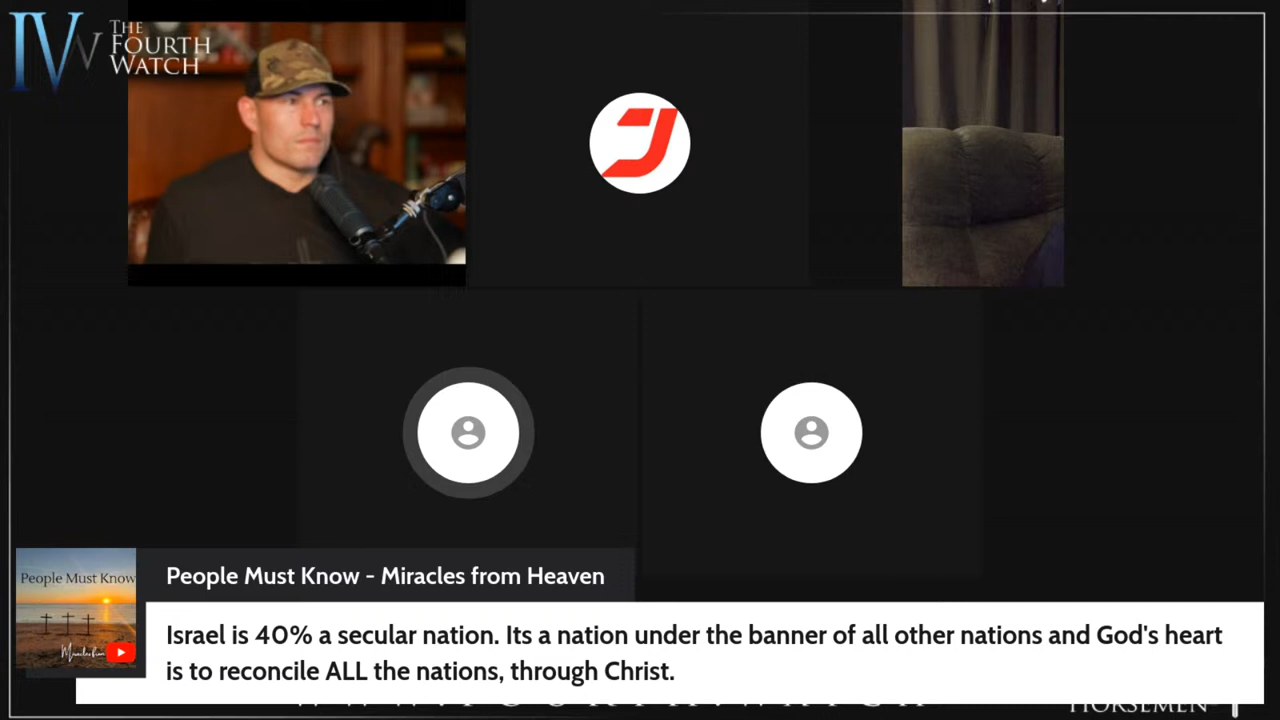 THE
IV FOURTH
WATCH
People Must Know - Miracles from Heaven
People Must Know
Israel is 40% a secular nation. Its a nation under the banner of all other nations and God's heart
is to reconcile ALL the nations, through Christ.
HORSEMEN